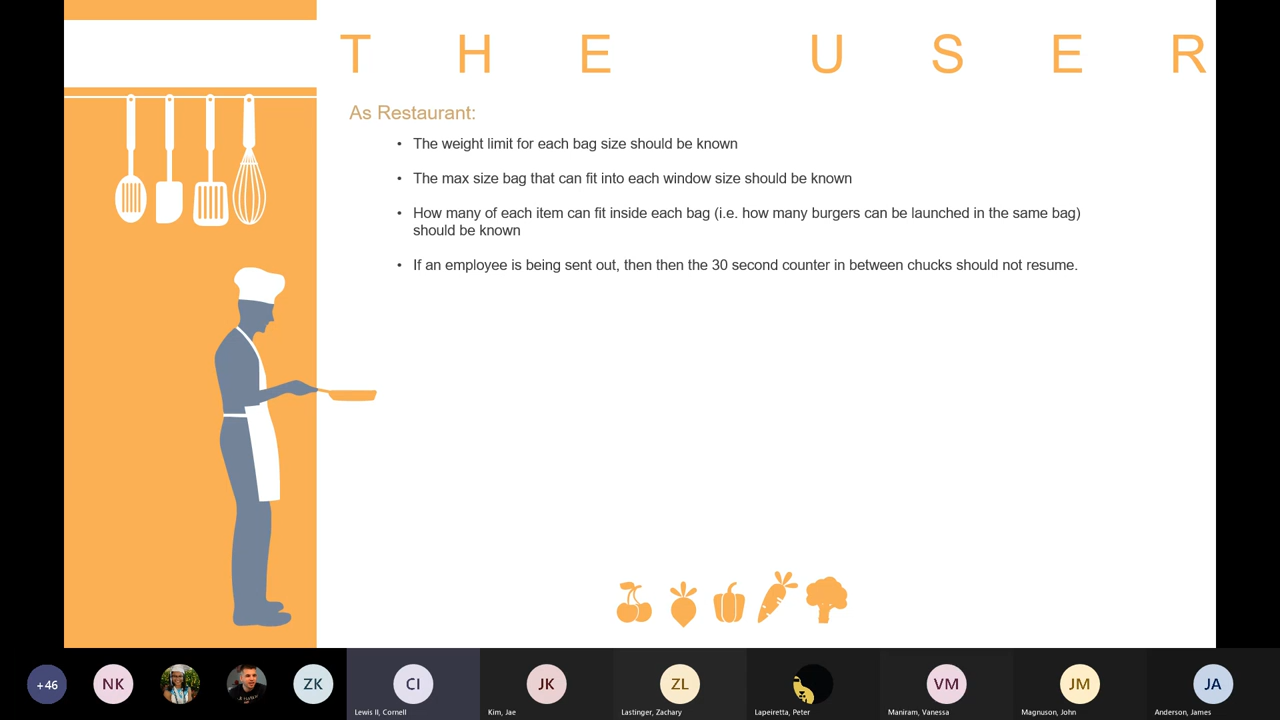 THE USER
As Restaurant:
• The weight limit for each bag size should be known
• The max size bag that can fit into each window size should be known
• How many of each item can fit inside each bag (i.e. how many burgers can be launched in the same bag)
should be known
• If an employee is being sent out, then then the 30 second counter in between chucks should not resume.
+46
NK
ZK
CI
JK
ZL
VM
JM
JA
Lewis II, Cornell
Kim, Jae
Lastinger, Zachary
Lapeiretta, Peter
Maniram, Vanessa
Magnuson, John
Anderson, James